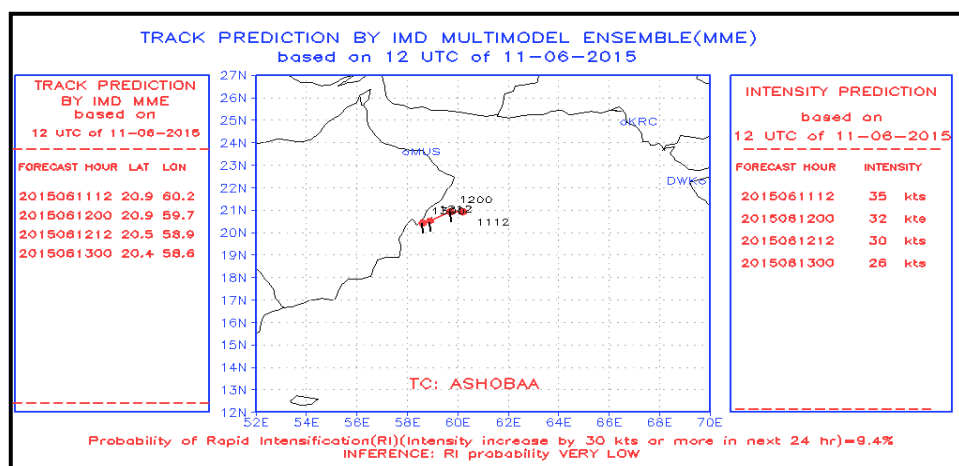 TRACK PREDICTION BY IMD MULTIMODEL ENSEMBLE(MME)
based on 12 UTC of 11-06-2015
TRACK PREDICTION
BY IMD MME
based on
12 UTC of 11-06-2015
FORECAST HOUR LAT LON
2015061112 20.9 60.2
2015061200 20.9 59.7
2015061212 20.5 58.9
2015061300 20.4 58.6
27N
26N
25N
24N
23N
22N
21N
20N
19N
18N
17N
16N
15N
14N
13N
12N
52E 54E 56E 58E 60E 62E 64E 66E 68E 70E
KRC
MUS
DWK
1200
1212
1300
1112
TC: ASHOBAA
INTENSITY PREDICTION
based on
12 UTC of 11-06-2015
FORECAST HOUR INTENSITY
2015061112 35 kts
2015061200 32 kts
2015061212 30 kts
2015061300 26 kts
Probability of Rapid Intensification(RI)(Intensity increase by 30 kts or more in next 24 hr)=9.4%
INFERENCE: RI probability VERY LOW